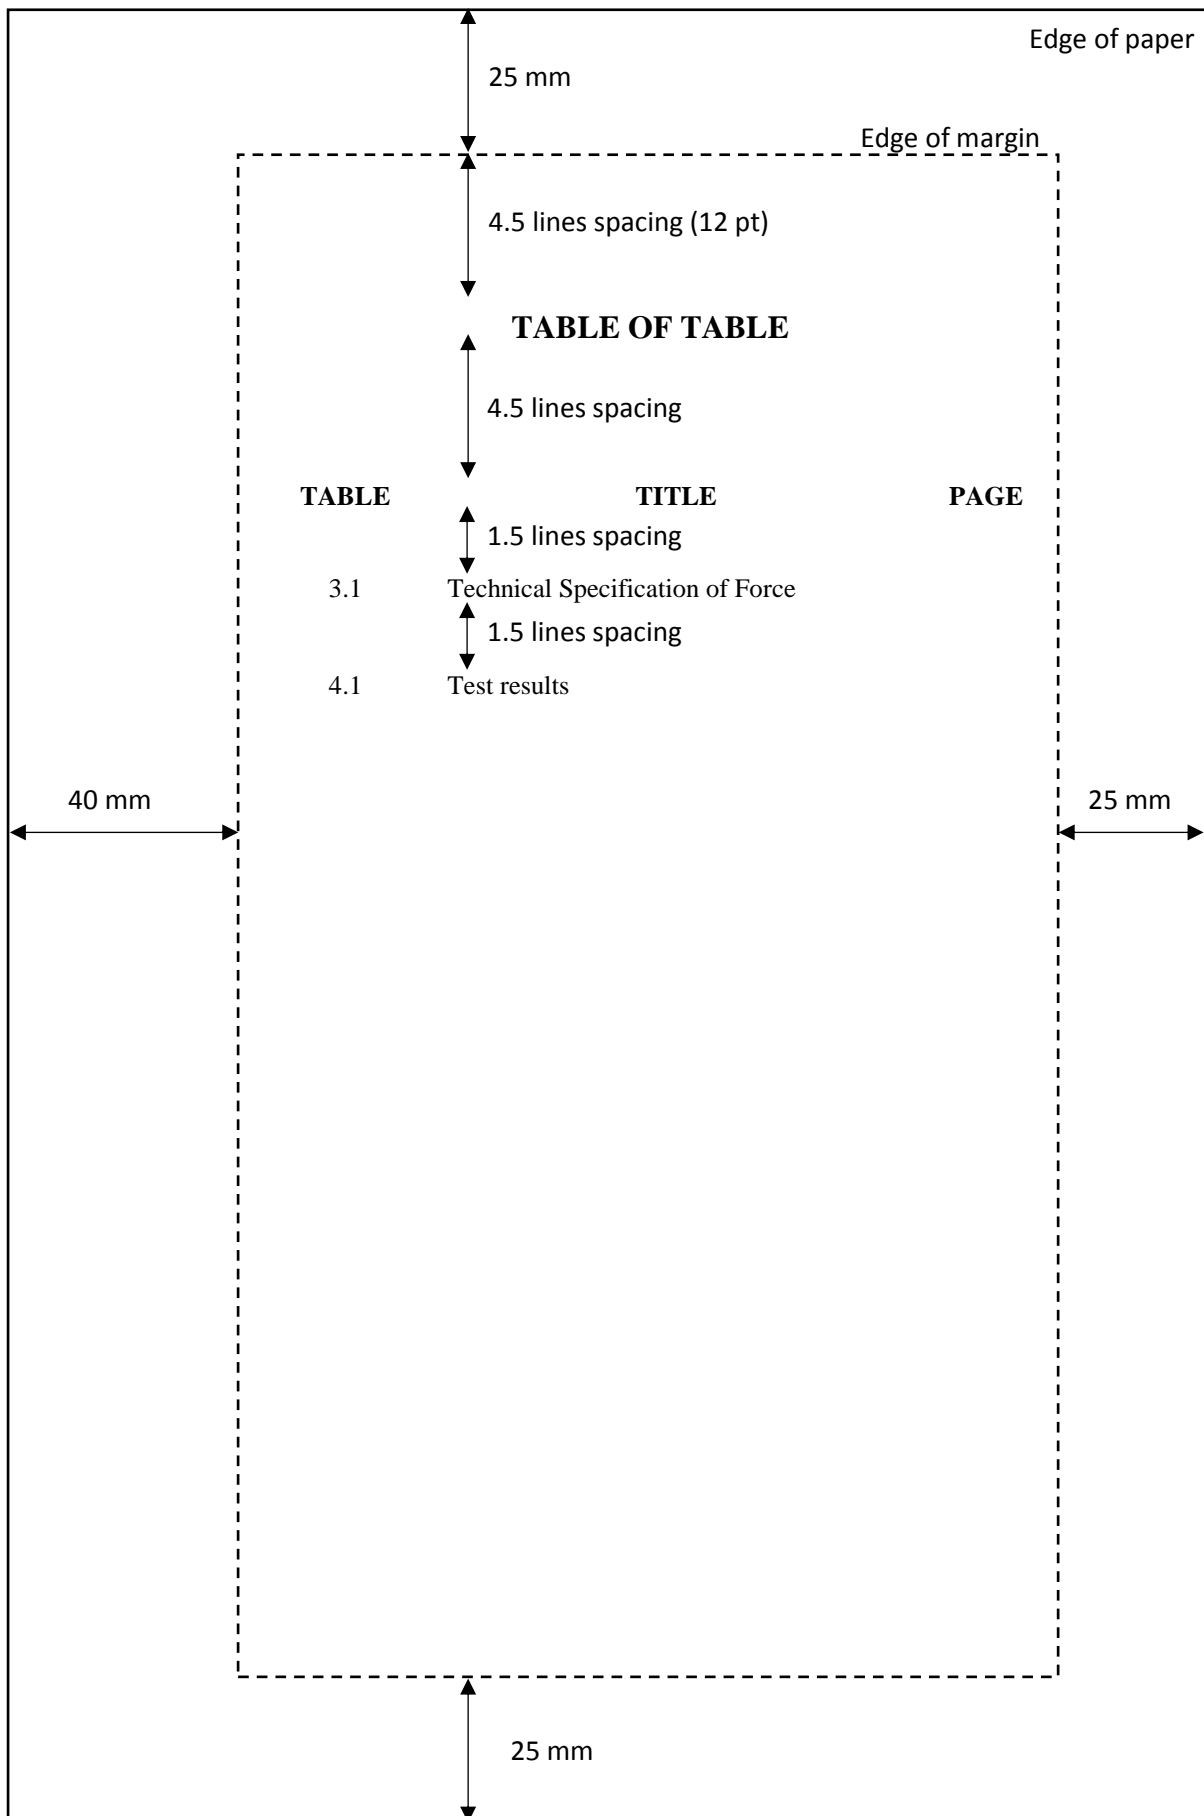 Edge of paper
25 mm
Edge of margin
4.5 lines spacing (12 pt)
TABLE OF TABLE
4.5 lines spacing
TABLE TITLE PAGE
1.5 lines spacing
3.1 Technical Specification of Force
1.5 lines spacing
4.1 Test results
40 mm 25 mm
25 mm